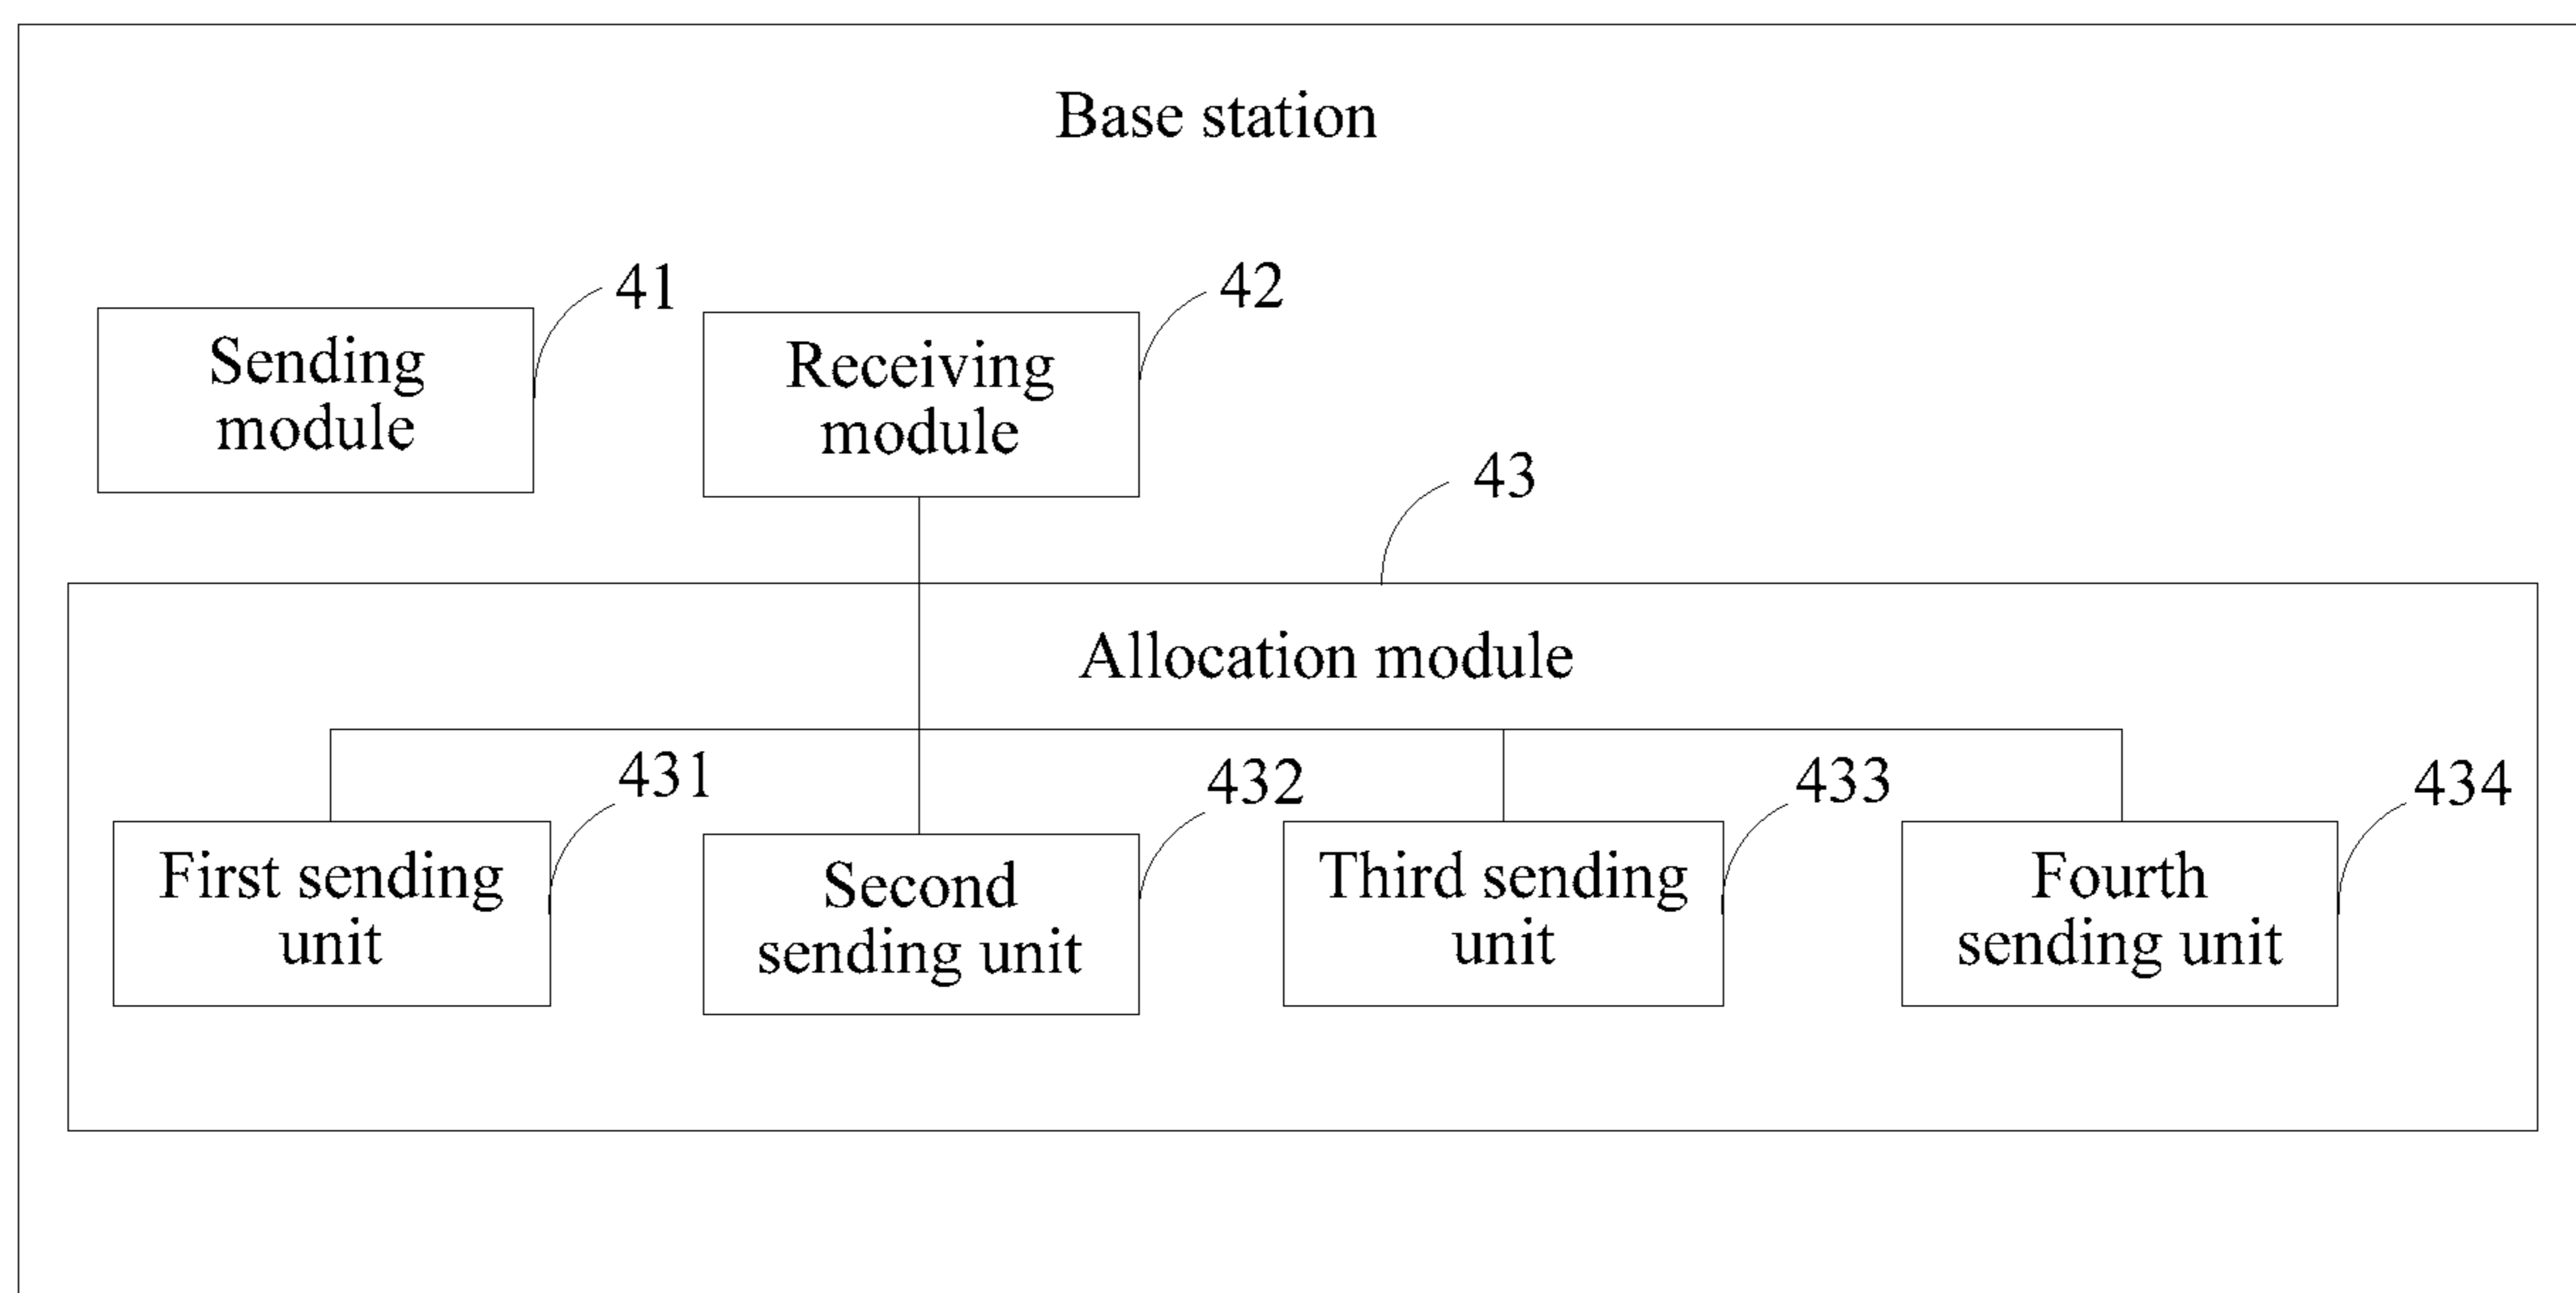 Base station
41
42
Sending
module
Receiving
module
43
Allocation module
431
432
433
434
First sending
unit
Second
sending unit
Third sending
unit
Fourth
sending unit